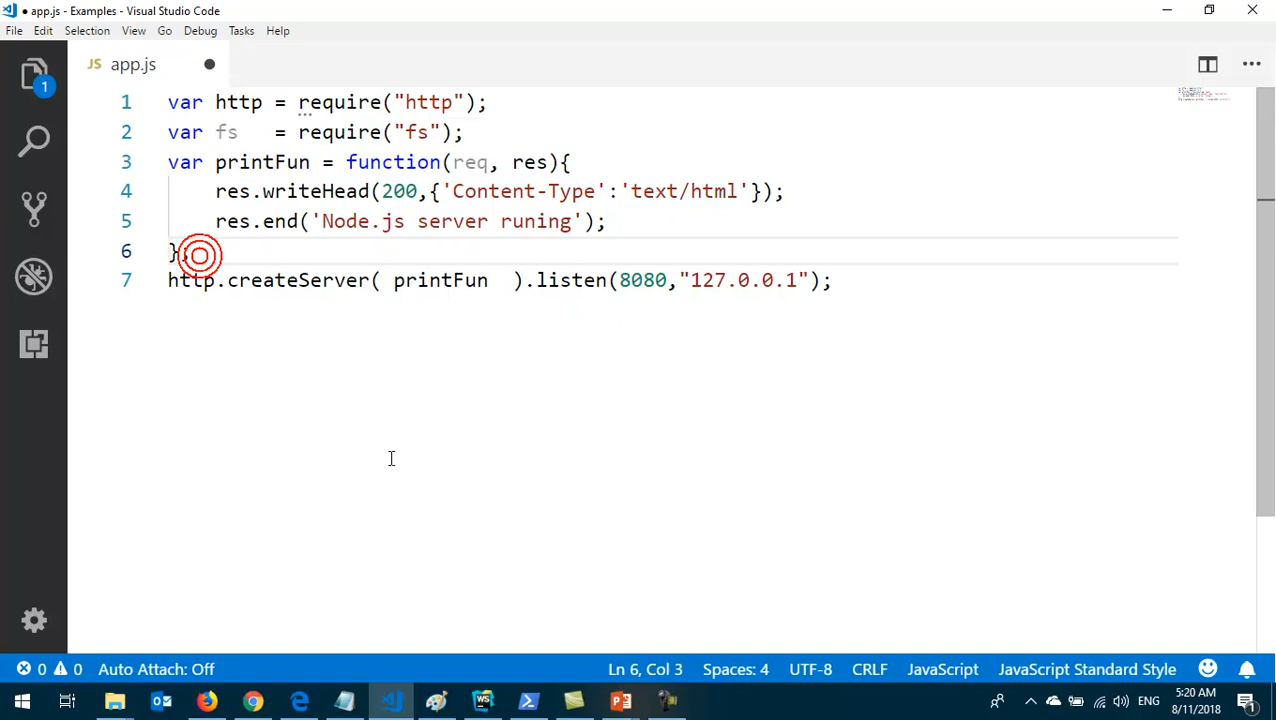 ● app.js - Examples - Visual Studio Code
File Edit Selection View Go Debug Tasks Help
JS app.js
1
1 var http = require("http");
2 var fs   = require("fs");
3 var printFun = function(req, res){
4     res.writeHead(200,{'Content-Type':'text/html'});
5     res.end('Node.js server runing');
6 };
7 http.createServer( printFun  ).listen(8080,"127.0.0.1");
0 0 Auto Attach: Off Ln 6, Col 3 Spaces: 4 UTF-8 CRLF JavaScript JavaScript Standard Style
ENG 5:20 AM
8/11/2018 1